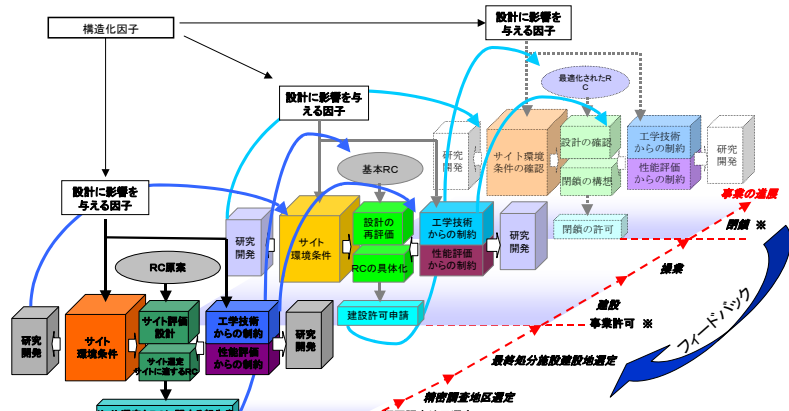 構造化因子
設計に影響を
与える因子
最適化されたR
C
設計に影響を与
える因子
研究
開発
サイト環境
条件の確認
設計の確認
閉鎖の構想
工学技術
からの制約
性能評価
からの制約
研究
開発
閉鎖の許可
事業の進展
閉鎖 ※
設計に影響を
与える因子
基本RC
研究
開発
サイト
環境条件
設計の
再評価
RCの具体化
工学技術
からの制約
性能評価
からの制約
研究
開発
建設許可申請
操業
建設
事業許可 ※
フィードバック
RC原案
研究
開発
サイト
環境条件
サイト評価
設計
サイト選定
サイトに適するRC
工学技術
からの制約
性能評価
からの制約
研究
開発
最終処分施設建設地選定
精密調査地区選定